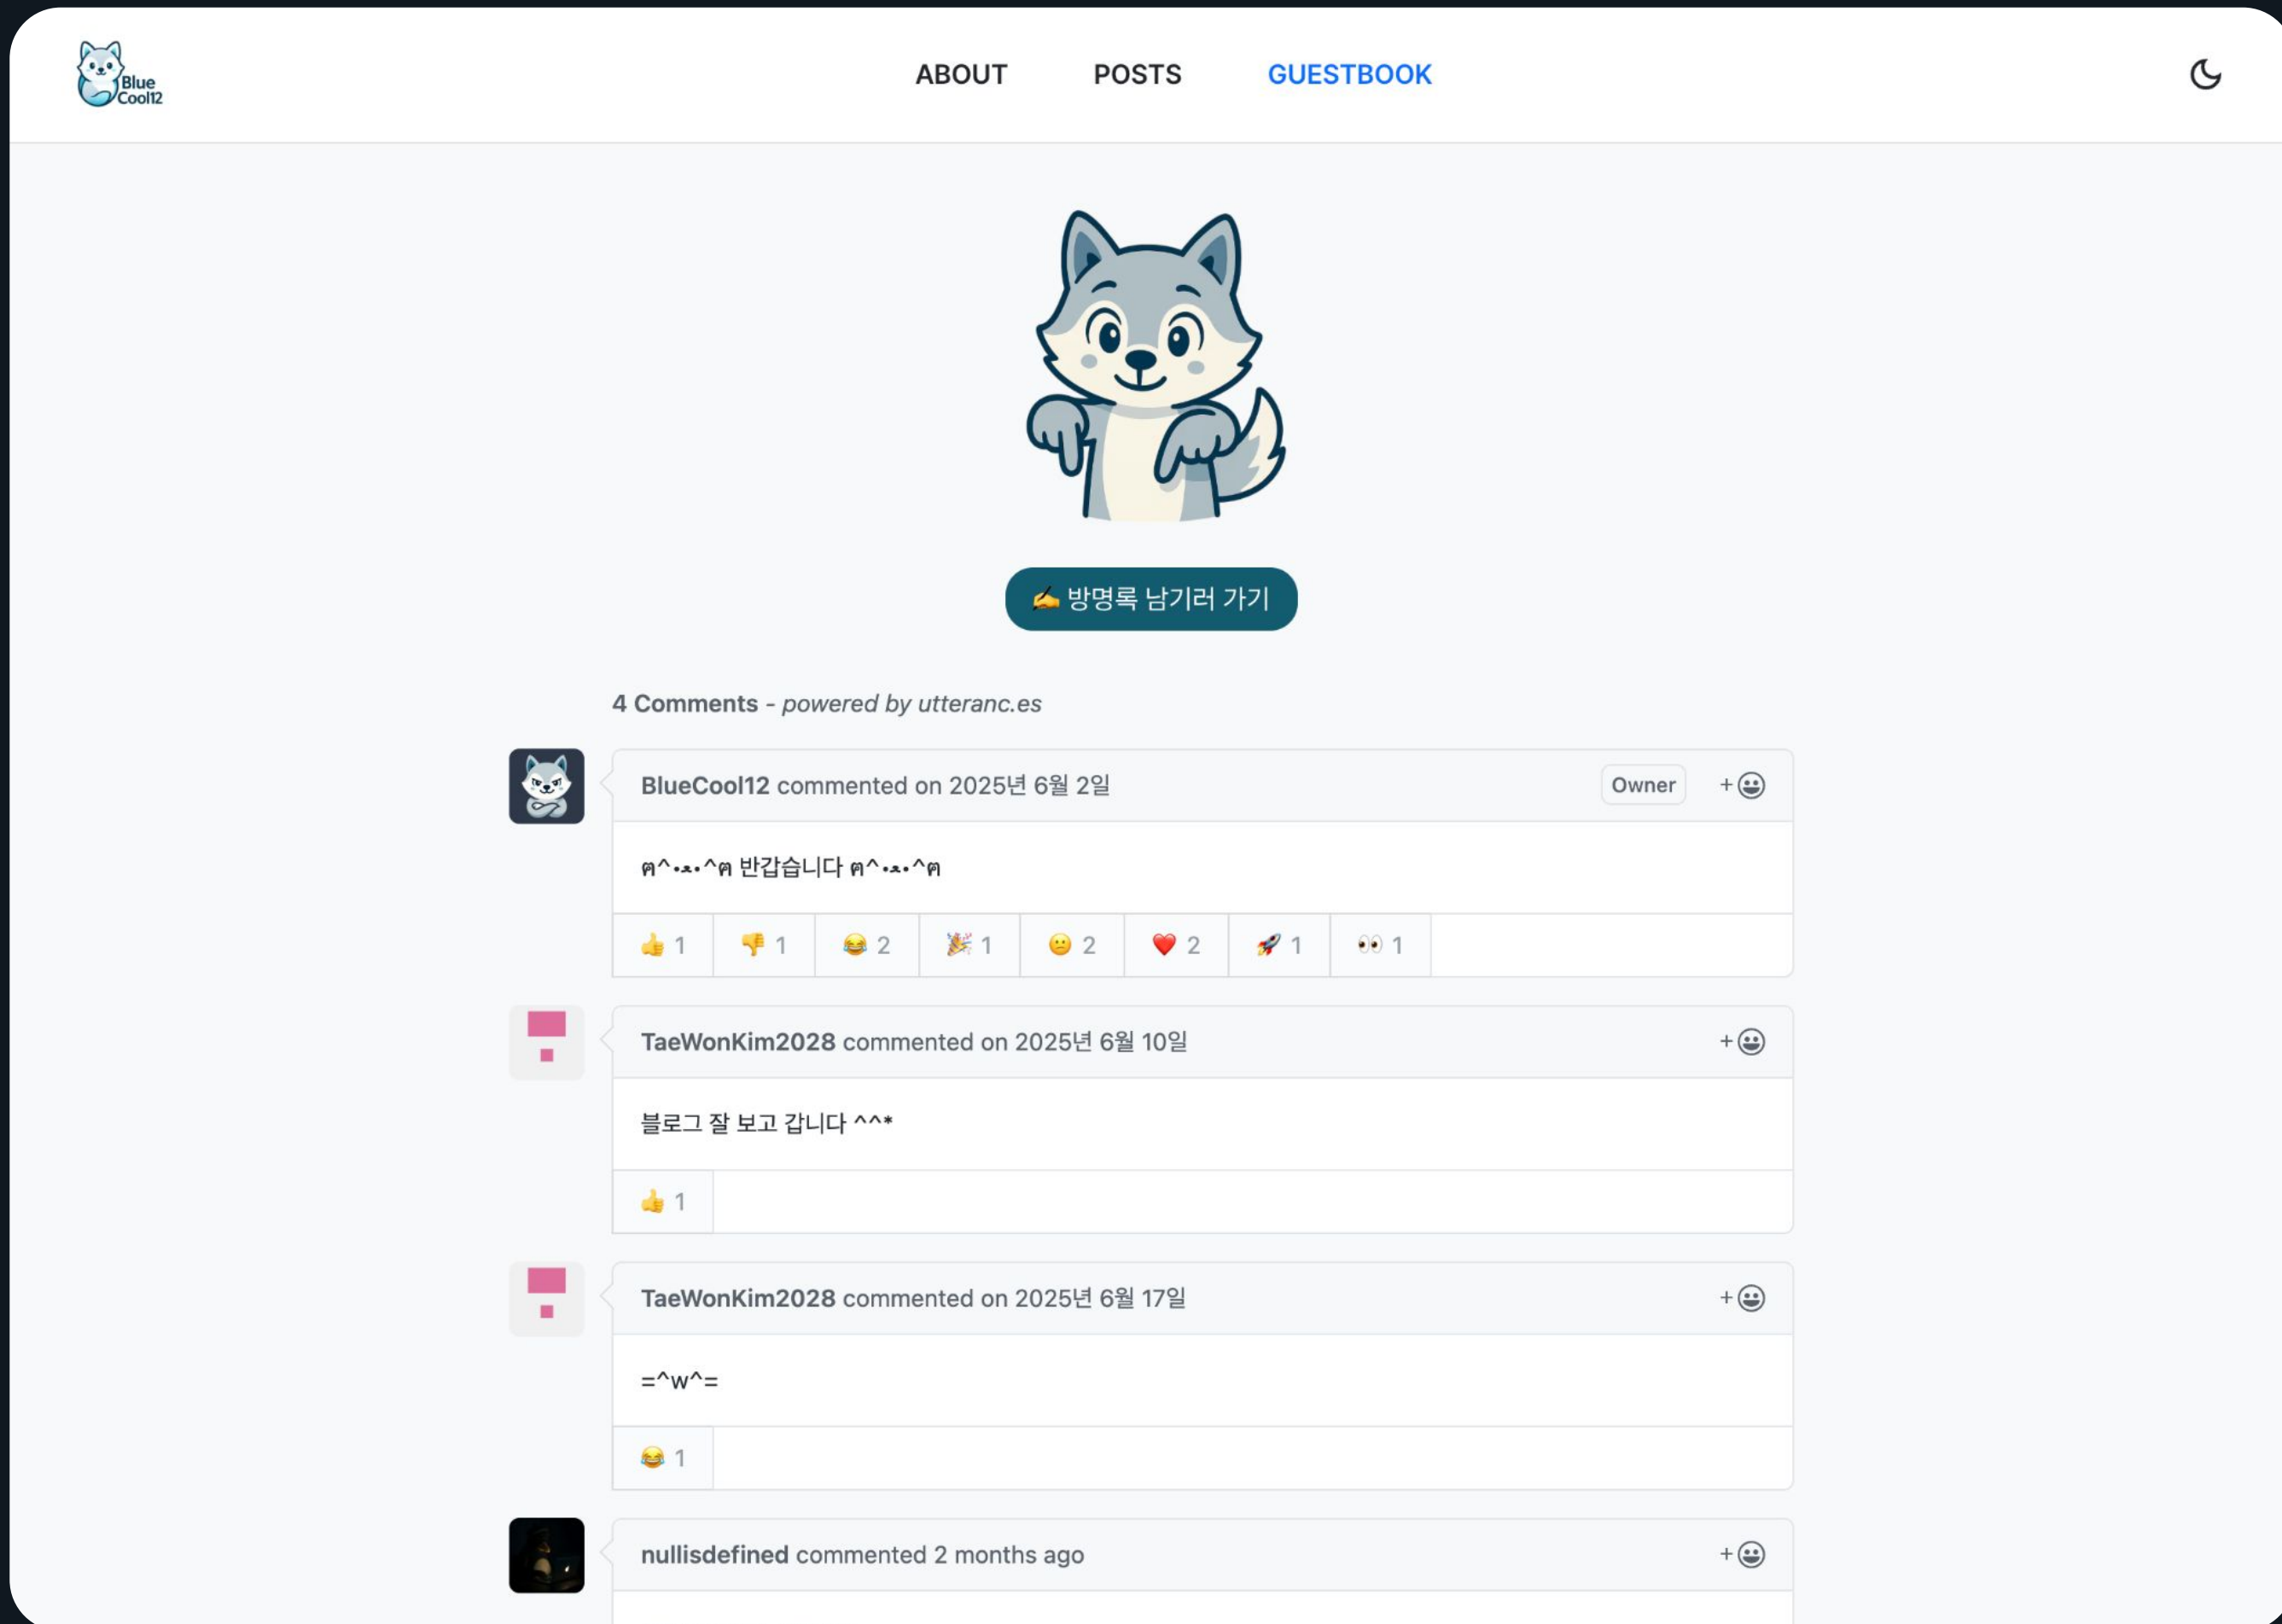 Blue
Cool12
ABOUT POSTS GUESTBOOK
✍️ 방명록 남기러 가기
4 Comments - powered by utteranc.es
BlueCool12 commented on 2025년 6월 2일 Owner +😀
ฅ^•ﻌ•^ฅ 반갑습니다 ฅ^•ﻌ•^ฅ
👍 1 👎 1 😂 2 🎉 1 😕 2 ❤️ 2 🚀 1 👀 1
TaeWonKim2028 commented on 2025년 6월 10일 +😀
블로그 잘 보고 갑니다 ^^*
👍 1
TaeWonKim2028 commented on 2025년 6월 17일 +😀
=^w^=
😂 1
nullisdefined commented 2 months ago +😀